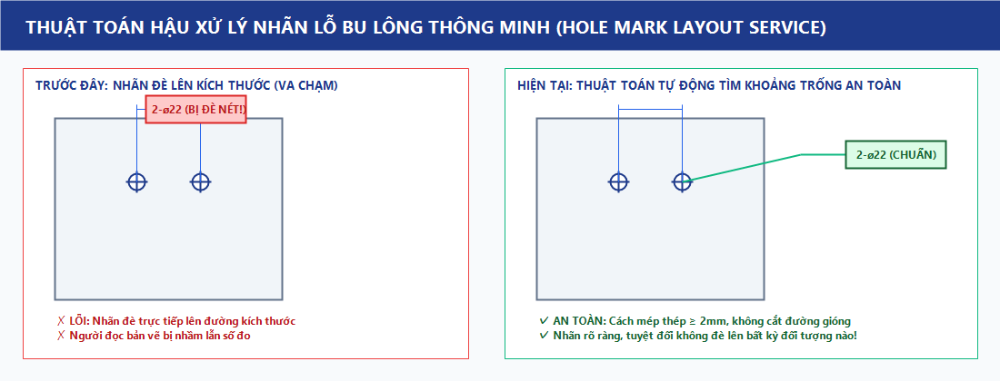 THUẬT TOÁN HẬU XỬ LÝ NHÃN LỖ BU LÔNG THÔNG MINH (HOLE MARK LAYOUT SERVICE)
TRƯỚC ĐÂY: NHÃN ĐÈ LÊN KÍCH THƯỚC (VA CHẠM)
2-ø22 (BỊ ĐÈ NÉT!)
✗ LỖI: Nhãn đè trực tiếp lên đường kích thước
✗ Người đọc bản vẽ bị nhầm lẫn số đo
HIỆN TẠI: THUẬT TOÁN TỰ ĐỘNG TÌM KHOẢNG TRỐNG AN TOÀN
2-ø22 (CHUẨN)
✓ AN TOÀN: Cách mép thép ≥ 2mm, không cắt đường gióng
✓ Nhãn rõ ràng, tuyệt đối không đè lên bất kỳ đối tượng nào!